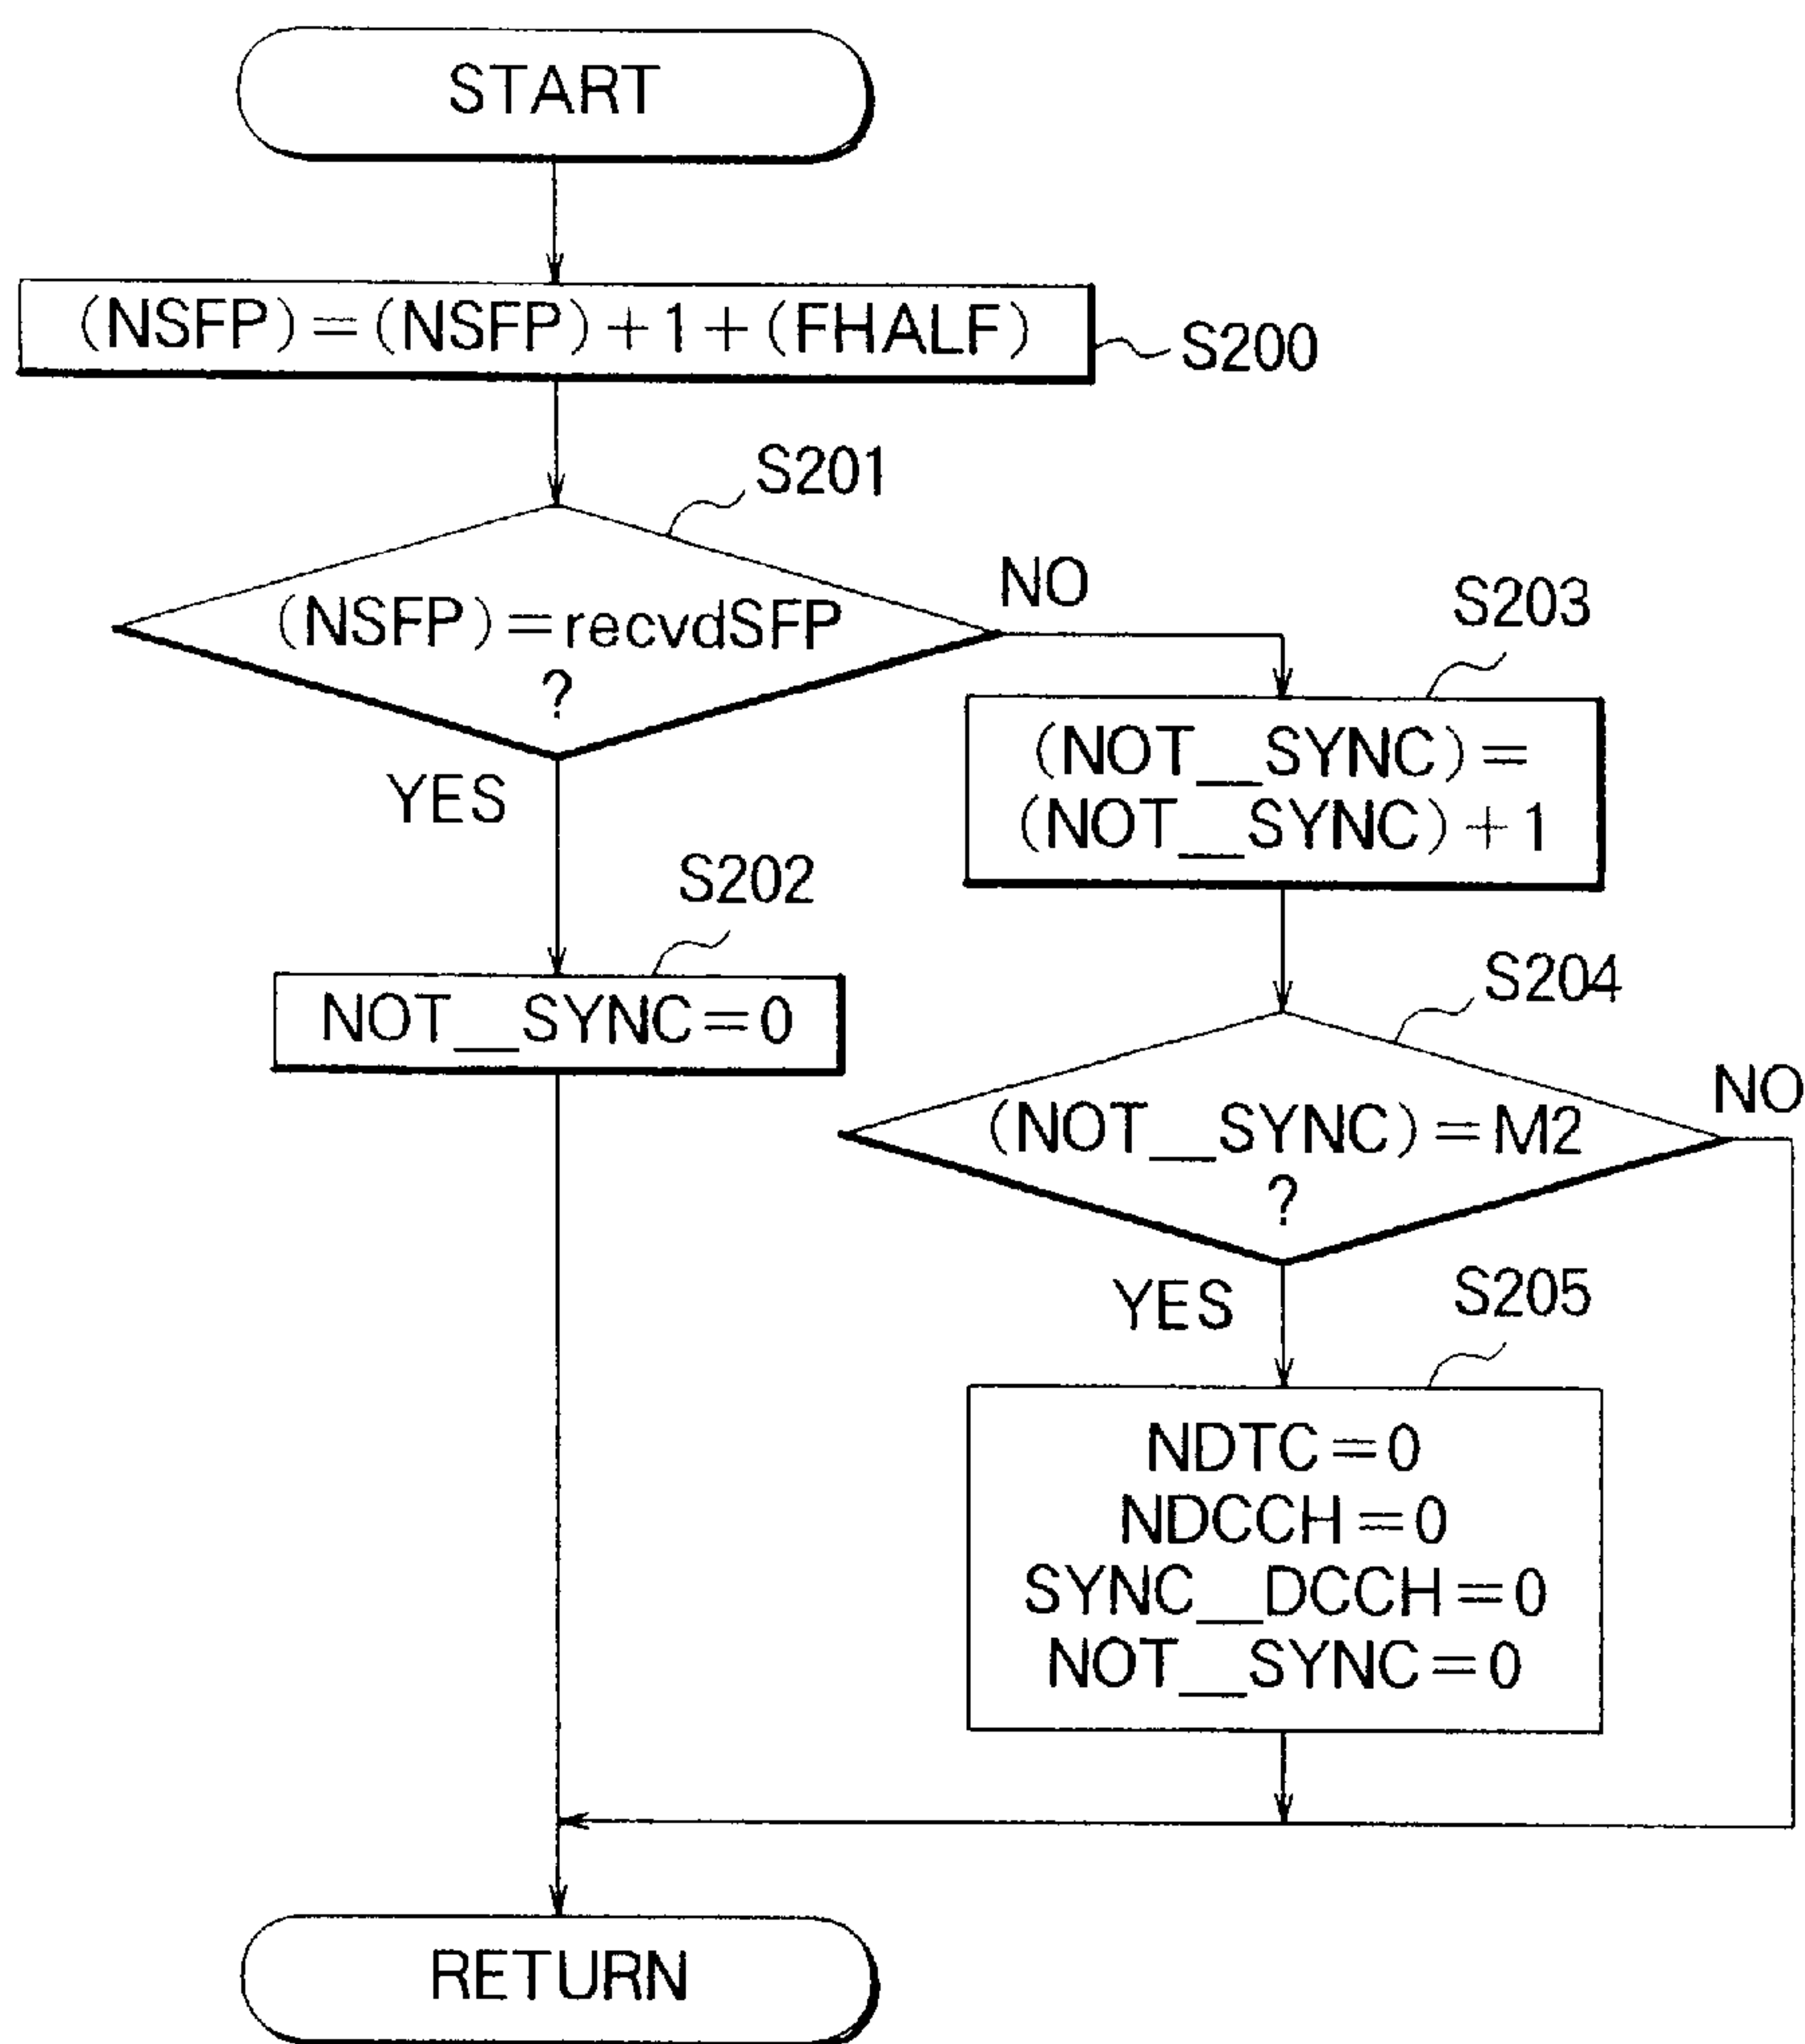 START
(NSFP)=(NSFP)+1+(FHALF)
S200
S201
(NSFP)=recvdSFP
?
NO
YES
S203
(NOT__SYNC)=
(NOT__SYNC)+1
S202
NOT__SYNC=0
S204
(NOT__SYNC)=M2
?
NO
YES
S205
NDTC=0
NDCCH=0
SYNC__DCCH=0
NOT__SYNC=0
RETURN